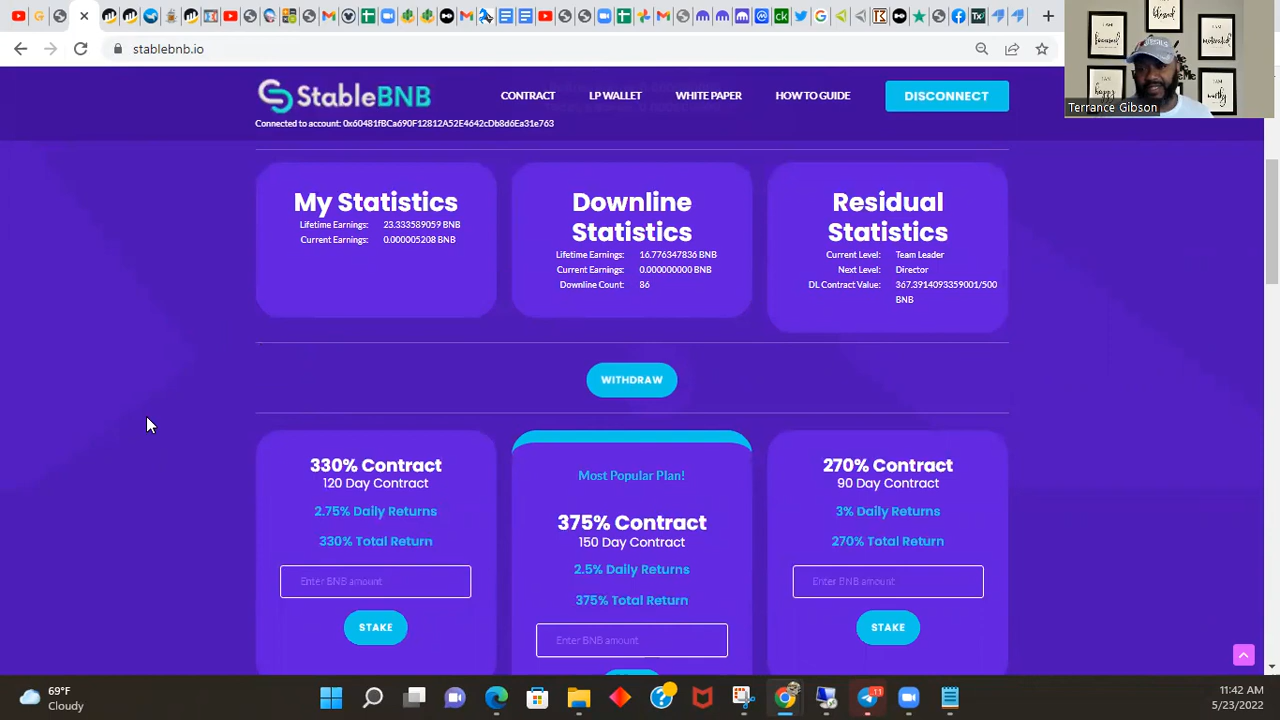 stablebnb.io
blessed
I AM
Terrance Gibson
StableBNB
CONTRACT
LP WALLET
WHITE PAPER
HOW TO GUIDE
DISCONNECT
Connected to account: 0x60481fBCa690F12812A52E4642cDb8d6Ea31e763
My Statistics
Lifetime Earnings: 23.333589059 BNB
Current Earnings: 0.000005208 BNB
Downline
Statistics
Lifetime Earnings: 16.776347836 BNB
Current Earnings: 0.000000000 BNB
Downline Count: 86
Residual
Statistics
Current Level: Team Leader
Next Level: Director
DL Contract Value: 367.3914093359001/500
BNB
WITHDRAW
330% Contract
120 Day Contract
2.75% Daily Returns
330% Total Return
Enter BNB amount
STAKE
Most Popular Plan!
375% Contract
150 Day Contract
2.5% Daily Returns
375% Total Return
Enter BNB amount
270% Contract
90 Day Contract
3% Daily Returns
270% Total Return
Enter BNB amount
STAKE
69°F
Cloudy
11
11:42 AM
5/23/2022